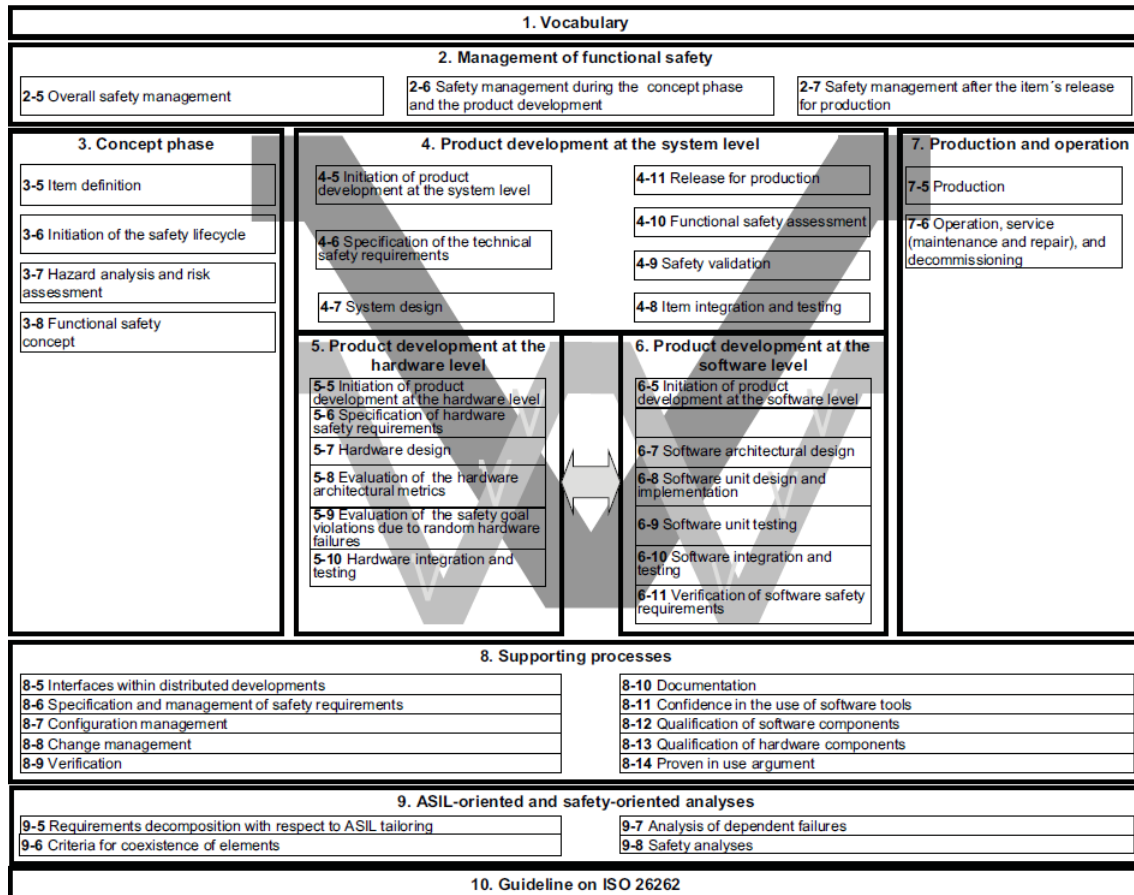 1. Vocabulary
2. Management of functional safety
2-5 Overall safety management
2-6 Safety management during the concept phase
and the product development
2-7 Safety management after the item´s release
for production
3. Concept phase
3-5 Item definition
3-6 Initiation of the safety lifecycle
3-7 Hazard analysis and risk
assessment
3-8 Functional safety
concept
4. Product development at the system level
4-5 Initiation of product
development at the system level
4-6 Specification of the technical
safety requirements
4-7 System design
4-11 Release for production
4-10 Functional safety assessment
4-9 Safety validation
4-8 Item integration and testing
7. Production and operation
7-5 Production
7-6 Operation, service
(maintenance and repair), and
decommissioning
5. Product development at the
hardware level
5-5 Initiation of product
development at the hardware level
5-6 Specification of hardware
safety requirements
5-7 Hardware design
5-8 Evaluation of the hardware
architectural metrics
5-9 Evaluation of the safety goal
violations due to random hardware
failures
5-10 Hardware integration and
testing
6. Product development at the
software level
6-5 Initiation of product
development at the software level
6-7 Software architectural design
6-8 Software unit design and
implementation
6-9 Software unit testing
6-10 Software integration and
testing
6-11 Verification of software safety
requirements
8. Supporting processes
8-5 Interfaces within distributed developments
8-6 Specification and management of safety requirements
8-7 Configuration management
8-8 Change management
8-9 Verification
8-10 Documentation
8-11 Confidence in the use of software tools
8-12 Qualification of software components
8-13 Qualification of hardware components
8-14 Proven in use argument
9. ASIL-oriented and safety-oriented analyses
9-5 Requirements decomposition with respect to ASIL tailoring
9-6 Criteria for coexistence of elements
9-7 Analysis of dependent failures
9-8 Safety analyses
10. Guideline on ISO 26262